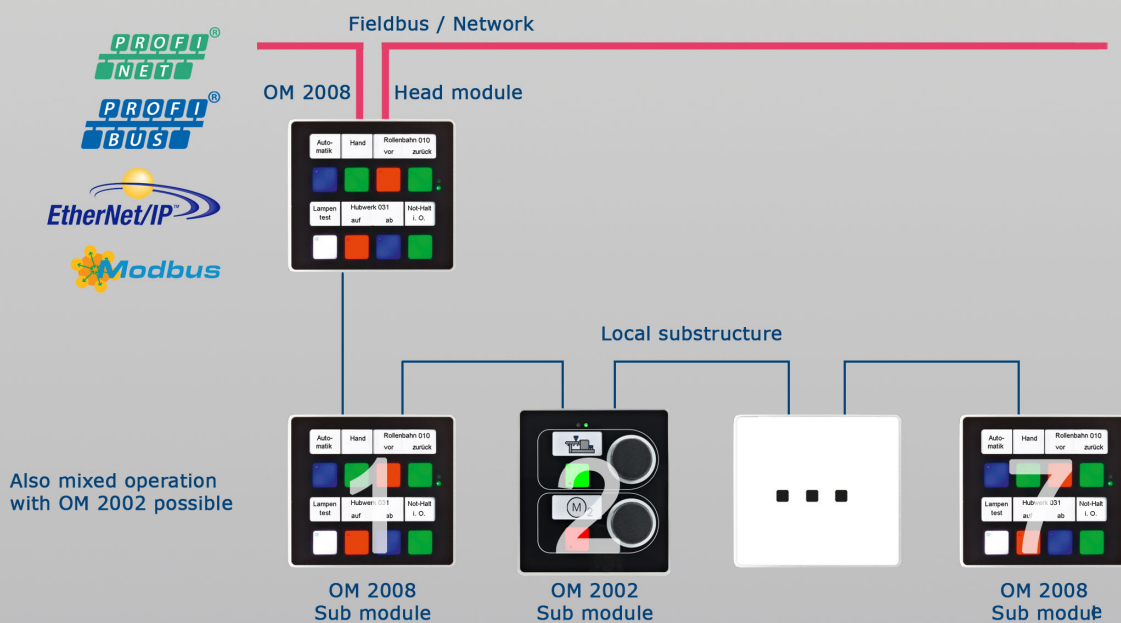 Fieldbus / Network
PROFI®
NET
PROFI®
BUS
EtherNet/IP™
Modbus
OM 2008
Head module
Auto-
matik
Hand
Rollenbahn 010
vor
zurück
Lampen
test
Hubwerk 031
auf
ab
Not-Halt
i. O.
Local substructure
Also mixed operation
with OM 2002 possible
Auto-
matik
Hand
Rollenbahn 010
vor
zurück
Lampen
test
Hubwerk 031
auf
ab
Not-Halt
i. O.
1
M 2
2
Auto-
matik
Hand
Rollenbahn 010
vor
zurück
Lampen
test
Hubwerk 031
auf
ab
Not-Halt
i. O.
7
OM 2008
Sub module
OM 2002
Sub module
OM 2008
Sub module